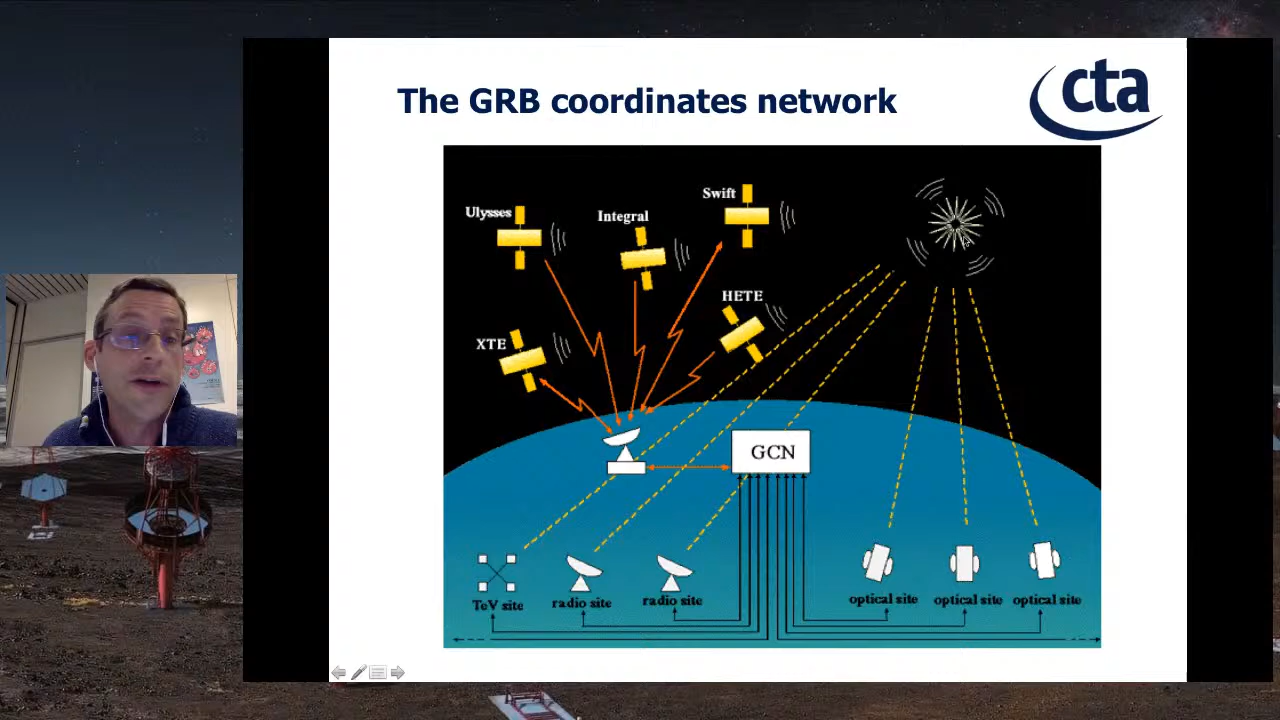 The GRB coordinates network
cta
Ulysses
Integral
Swift
HETE
XTE
GCN
TeV site
radio site
radio site
optical site
optical site
optical site